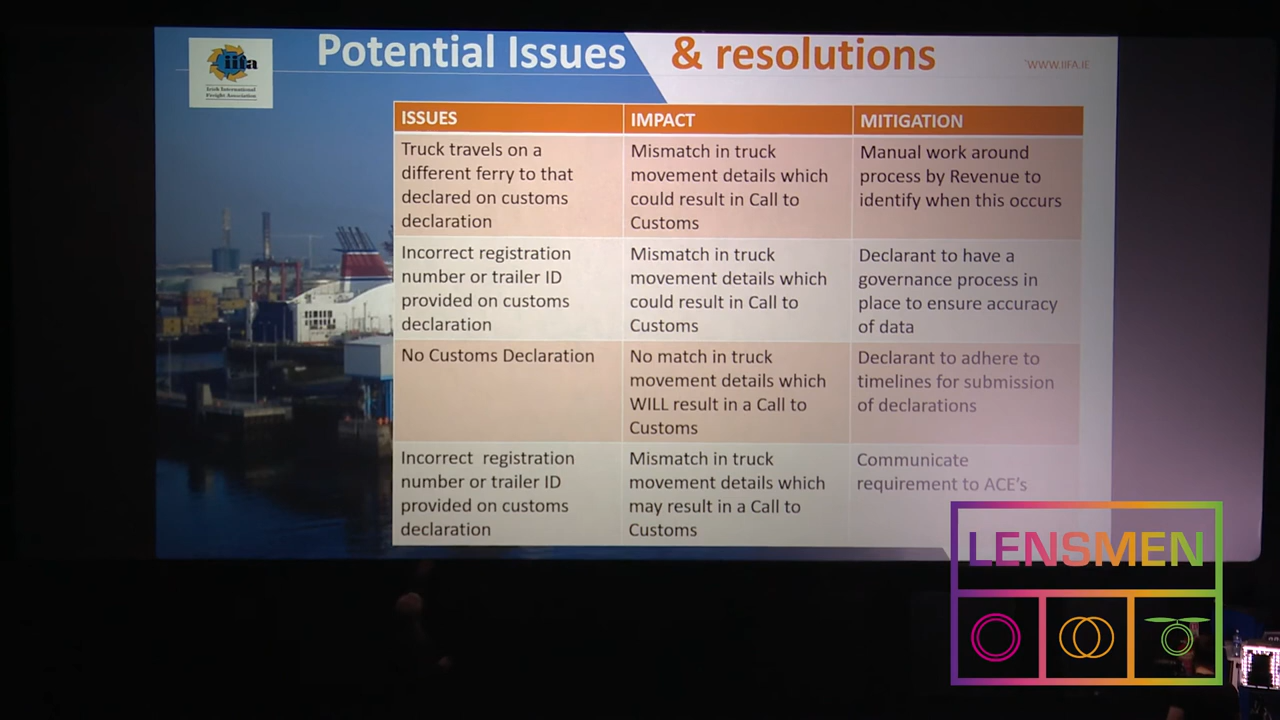 Potential Issues & resolutions
iifa
Irish International
Freight Association
WWW.IIFA.IE
ISSUES
IMPACT
MITIGATION
Truck travels on a
different ferry to that
declared on customs
declaration
Mismatch in truck
movement details which
could result in Call to
Customs
Manual work around
process by Revenue to
identify when this occurs
Incorrect registration
number or trailer ID
provided on customs
declaration
Mismatch in truck
movement details which
could result in Call to
Customs
Declarant to have a
governance process in
place to ensure accuracy
of data
No Customs Declaration
No match in truck
movement details which
WILL result in a Call to
Customs
Declarant to adhere to
timelines for submission
of declarations
Incorrect  registration
number or trailer ID
provided on customs
declaration
Mismatch in truck
movement details which
may result in a Call to
Customs
Communicate
requirement to ACE's
LENSMEN